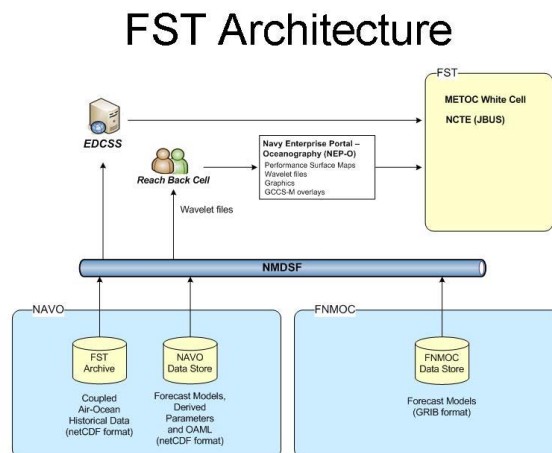 FST Architecture
FST
METOC White Cell
NCTE (JBUS)
EDCSS
Reach Back Cell
Navy Enterprise Portal –
Oceanography (NEP-O)
Performance Surface Maps
Wavelet files
Graphics
GCCS-M overlays
Wavelet files
NMDSF
NAVO
FST
Archive
Coupled
Air-Ocean
Historical Data
(netCDF format)
NAVO
Data Store
Forecast Models,
Derived
Parameters
and OAML
(netCDF format)
FNMOC
FNMOC
Data Store
Forecast Models
(GRIB format)